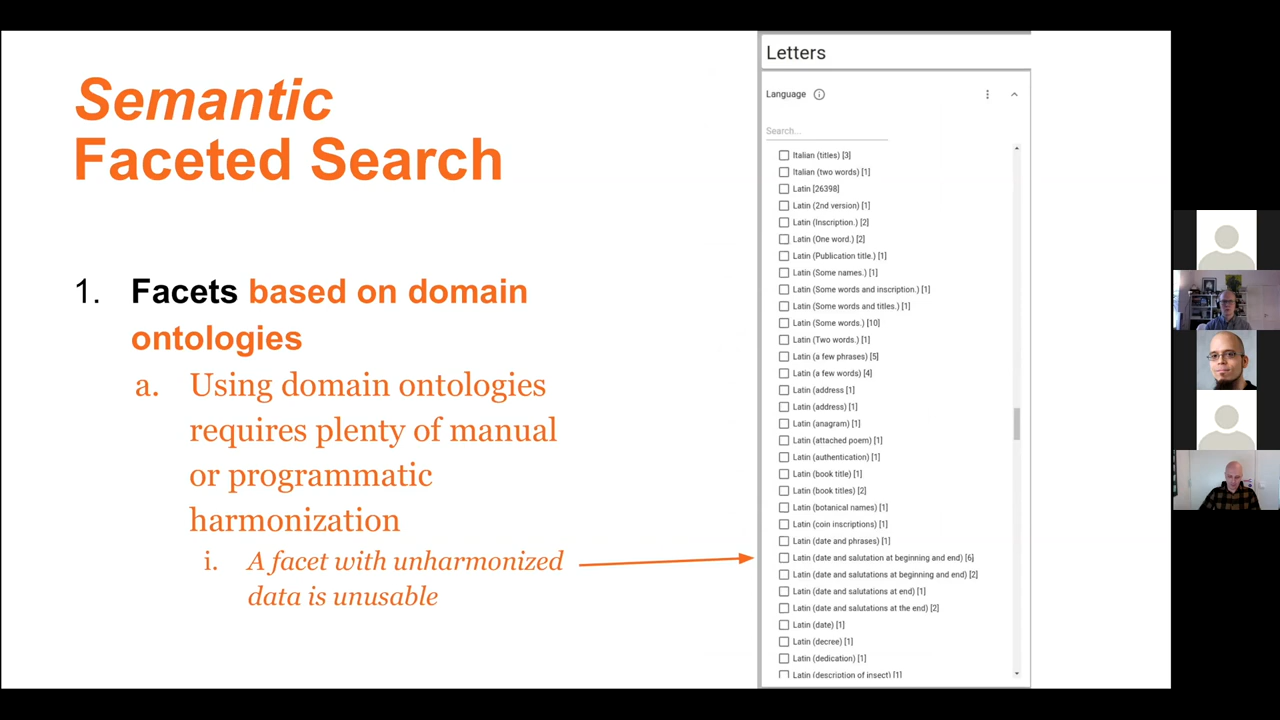 Semantic
Faceted Search
1. Facets based on domain
ontologies
a. Using domain ontologies
requires plenty of manual
or programmatic
harmonization
i. A facet with unharmonized
data is unusable
Letters
Language
Search...
Italian (titles) [3]
Italian (two words) [1]
Latin [26398]
Latin (2nd version) [1]
Latin (Inscription.) [2]
Latin (One word.) [2]
Latin (Publication title.) [1]
Latin (Some names.) [1]
Latin (Some words and inscription.) [1]
Latin (Some words and titles.) [1]
Latin (Some words.) [10]
Latin (Two words.) [1]
Latin (a few phrases) [5]
Latin (a few words) [4]
Latin (address [1]
Latin (address) [1]
Latin (anagram) [1]
Latin (attached poem) [1]
Latin (authentication) [1]
Latin (book title) [1]
Latin (book titles) [2]
Latin (botanical names) [1]
Latin (coin inscriptions) [1]
Latin (date and phrases) [1]
Latin (date and salutation at beginning and end) [6]
Latin (date and salutations at beginning and end) [2]
Latin (date and salutations at end) [1]
Latin (date and salutations at the end) [2]
Latin (date) [1]
Latin (decree) [1]
Latin (dedication) [1]
Latin (description of insect) [1]